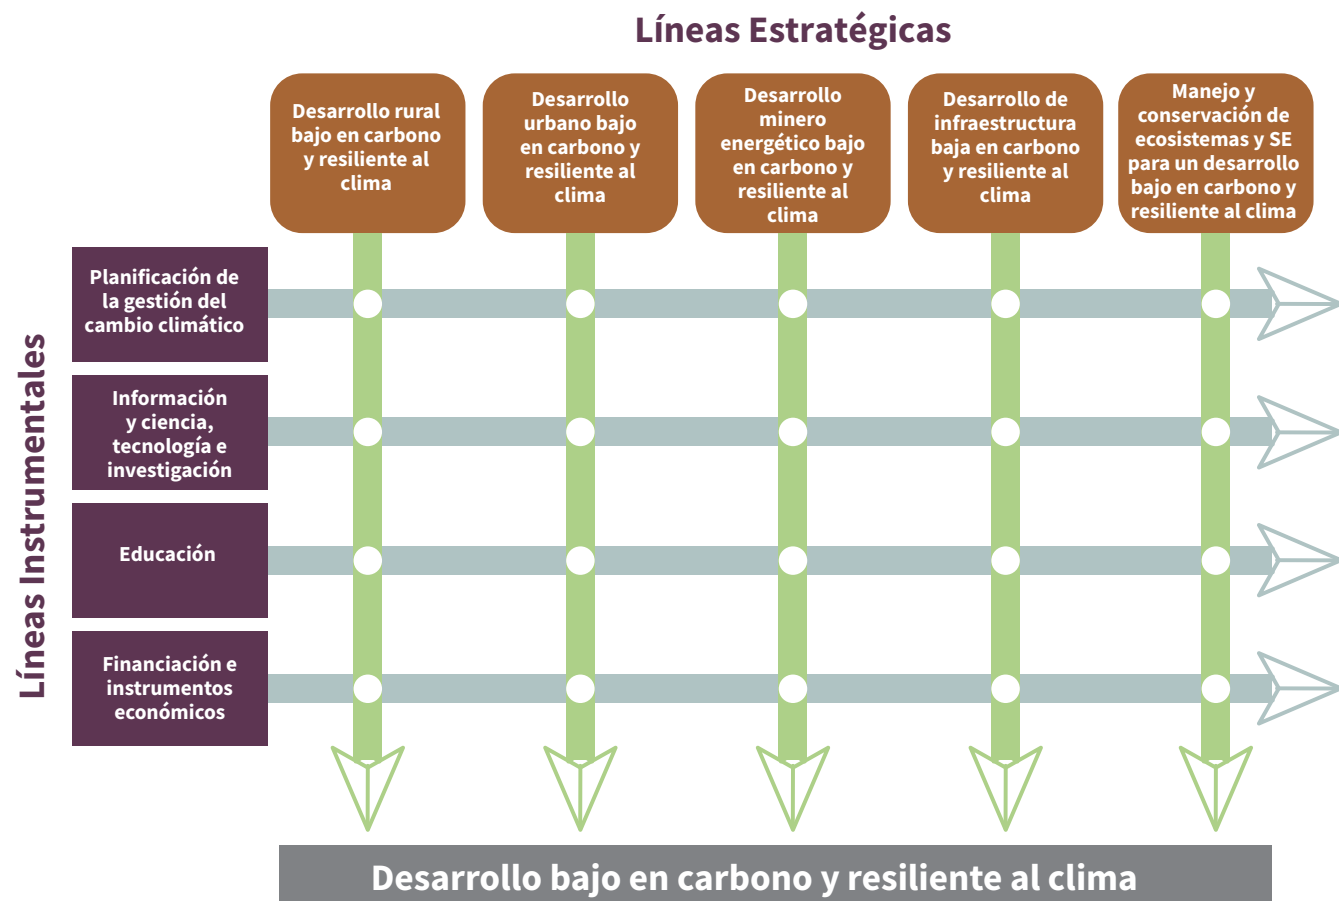 Líneas Estratégicas
Desarrollo rural
bajo en carbono
y resiliente al
clima
Desarrollo
urbano bajo
en carbono y
resiliente al
clima
Desarrollo
minero
energético bajo
en carbono y
resiliente al
clima
Desarrollo de
infraestructura
baja en carbono
y resiliente al
clima
Manejo y
conservación de
ecosistemas y SE
para un desarrollo
bajo en carbono y
resiliente al clima
Líneas Instrumentales
Planificación de
la gestión del
cambio climático
Información
y ciencia,
tecnología e
investigación
Educación
Financiación e
instrumentos
económicos
Desarrollo bajo en carbono y resiliente al clima